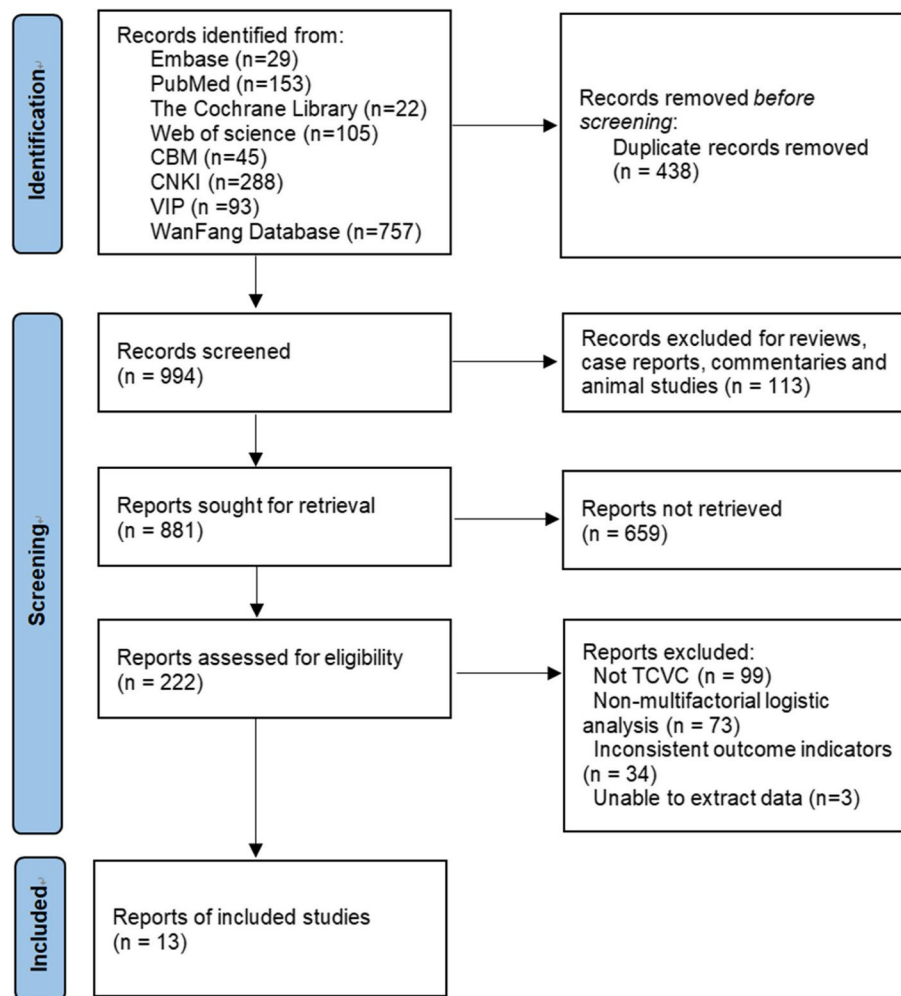 Identification
Records identified from:
Embase (n=29)
PubMed (n=153)
The Cochrane Library (n=22)
Web of science (n=105)
CBM (n=45)
CNKI (n=288)
VIP (n =93)
WanFang Database (n=757)
Records removed before
screening:
Duplicate records removed
(n = 438)
Screening
Records screened
(n = 994)
Records excluded for reviews,
case reports, commentaries and
animal studies (n = 113)
Reports sought for retrieval
(n = 881)
Reports not retrieved
(n = 659)
Reports assessed for eligibility
(n = 222)
Reports excluded:
Not TCVC (n = 99)
Non-multifactorial logistic
analysis (n = 73)
Inconsistent outcome indicators
(n = 34)
Unable to extract data (n=3)
Included
Reports of included studies
(n = 13)